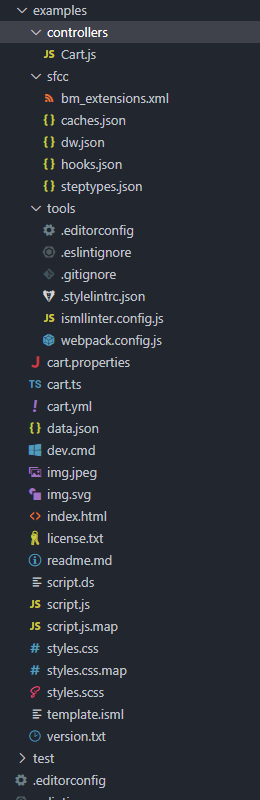 examples
controllers
JS Cart.js
sfcc
bm_extensions.xml
{} caches.json
{} dw.json
{} hooks.json
{} steptypes.json
tools
.editorconfig
.eslintignore
.gitignore
.stylelintrc.json
ismllinter.config.js
webpack.config.js
J cart.properties
TS cart.ts
! cart.yml
{} data.json
dev.cmd
img.jpeg
img.svg
<> index.html
license.txt
readme.md
script.ds
JS script.js
JS script.js.map
# styles.css
# styles.css.map
styles.scss
template.isml
version.txt
test
.editorconfig